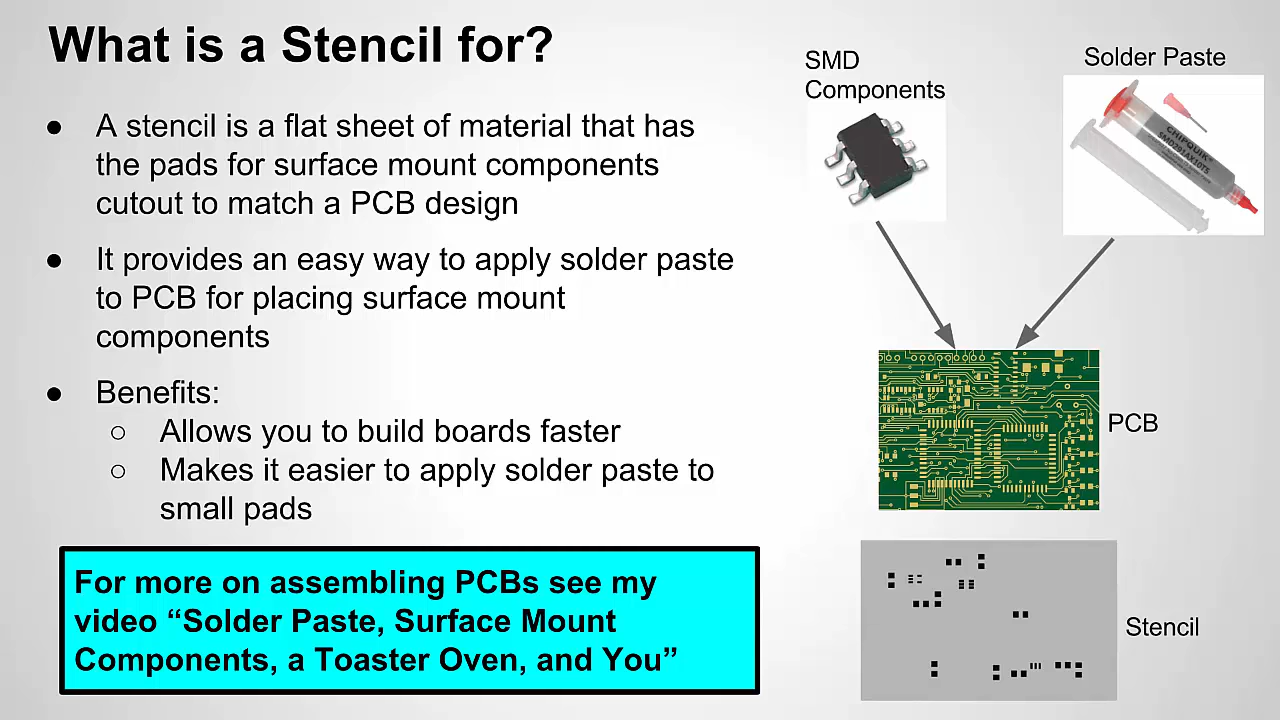 What is a Stencil for?
● A stencil is a flat sheet of material that has
the pads for surface mount components
cutout to match a PCB design
● It provides an easy way to apply solder paste
to PCB for placing surface mount
components
● Benefits:
○ Allows you to build boards faster
○ Makes it easier to apply solder paste to
small pads
For more on assembling PCBs see my
video “Solder Paste, Surface Mount
Components, a Toaster Oven, and You”
SMD
Components
Solder Paste
CHIPQUIK
SMD291AX10T5
PCB
Stencil